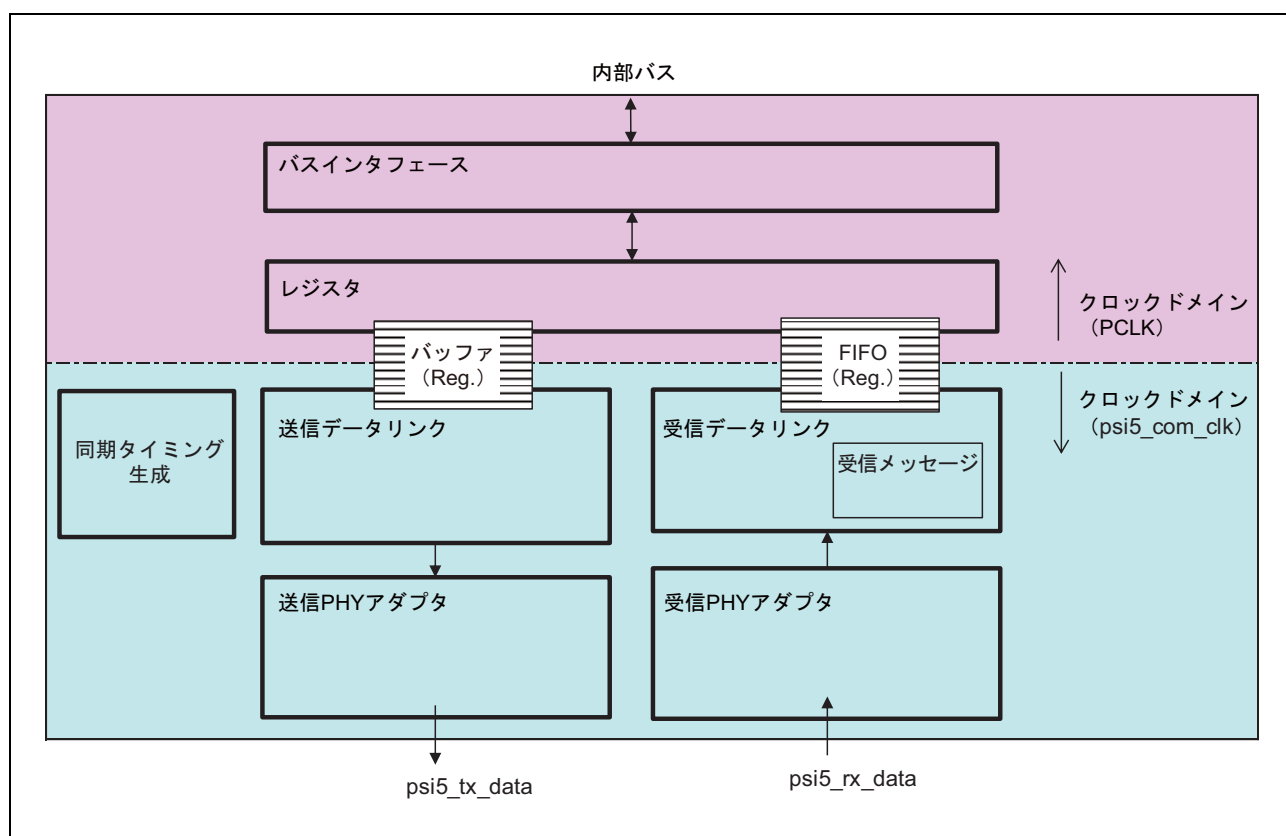 内部バス
バスインタフェース
レジスタ
クロックドメイン
（PCLK）
バッファ
（Reg.）
FIFO
（Reg.）
クロックドメイン
（psi5_com_clk）
同期タイミング
生成
送信データリンク
受信データリンク
受信メッセージ
送信PHYアダプタ
受信PHYアダプタ
psi5_tx_data
psi5_rx_data